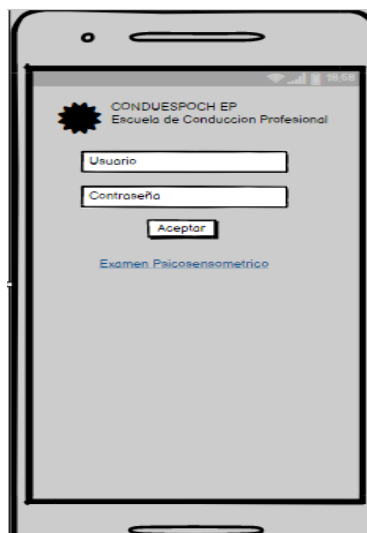 18:58
CONDUESPOCH EP
Escuela de Conduccion Profesional
Usuario
Contraseña
Aceptar
Examen Psicosensometrico